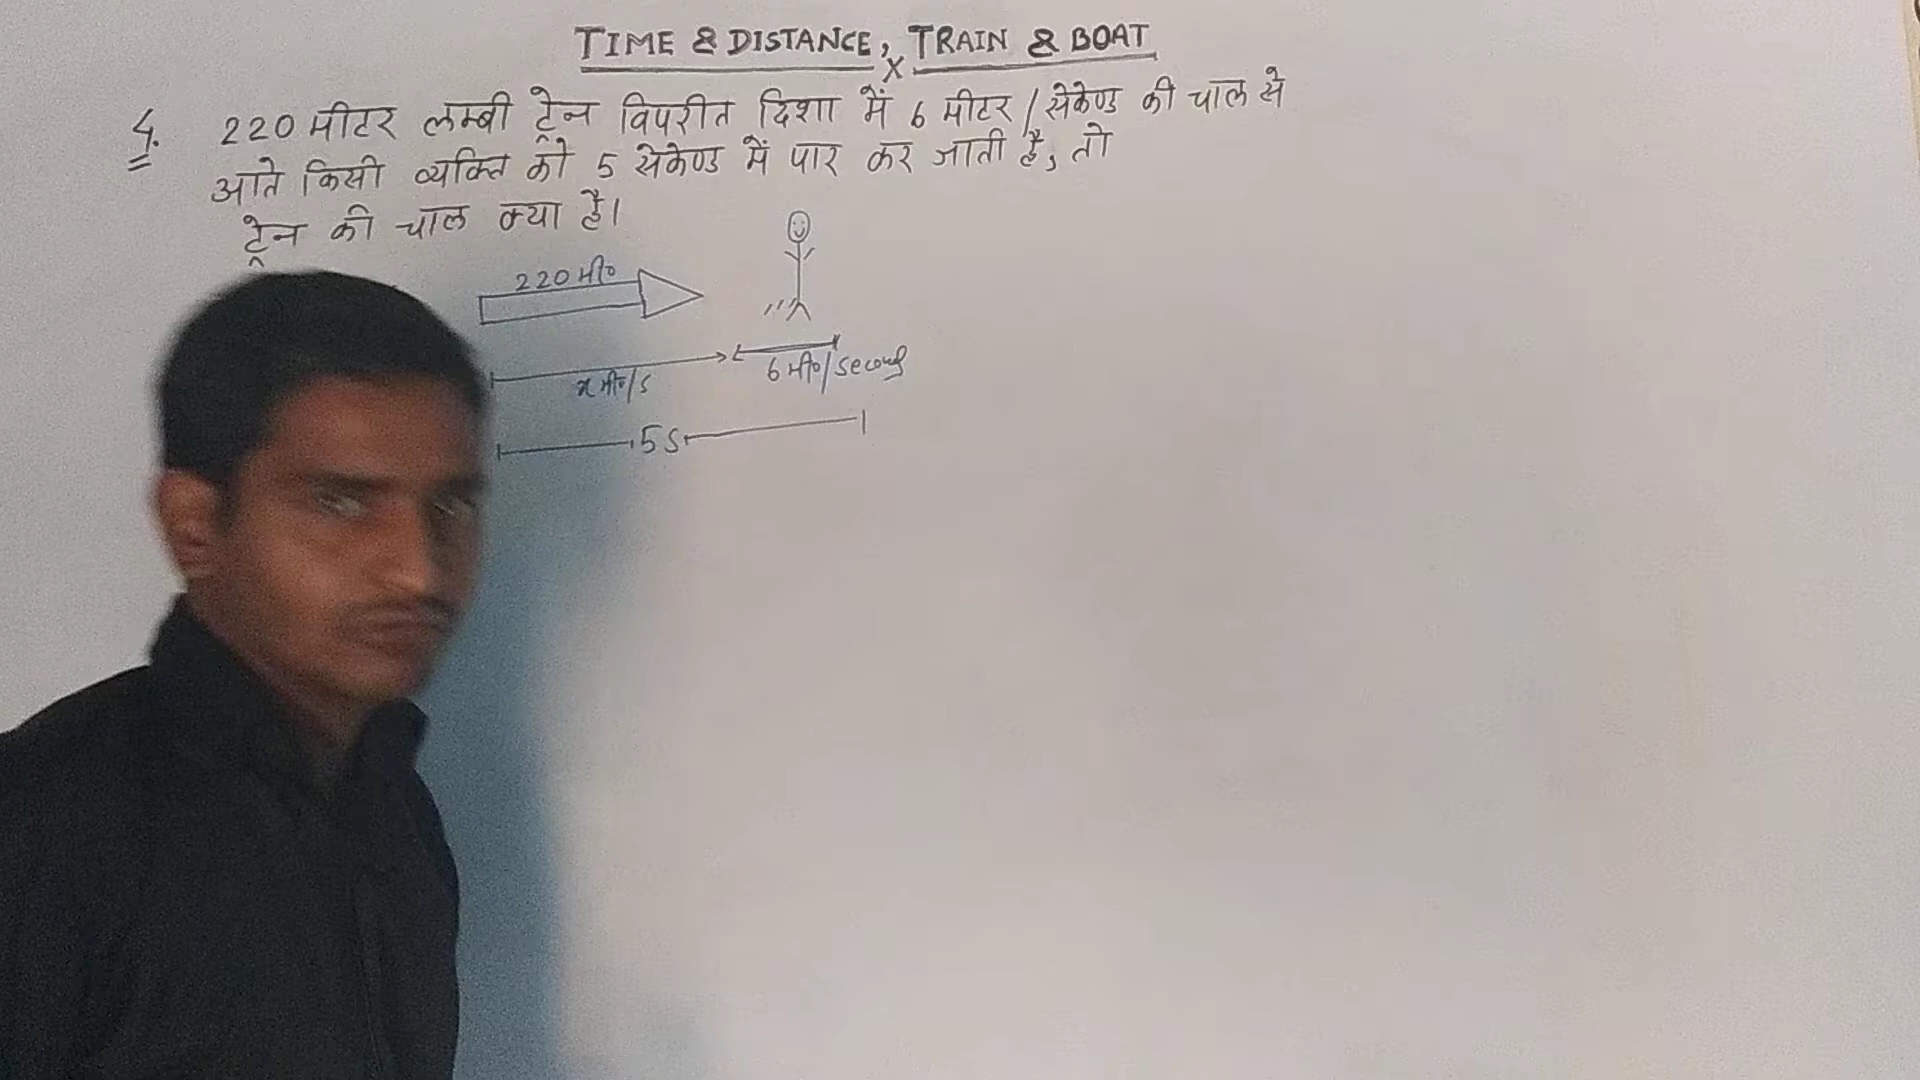 TIME & DISTANCE, TRAIN & BOAT
x
4. 220 मीटर लम्बी ट्रेन विपरीत दिशा में 6 मीटर/सेकेण्ड की चाल से
आते किसी व्यक्ति को 5 सेकेण्ड में पार कर जाती है, तो
ट्रेन की चाल क्या है।
220 मी०
x मी०/s
6 मी०/second
5s